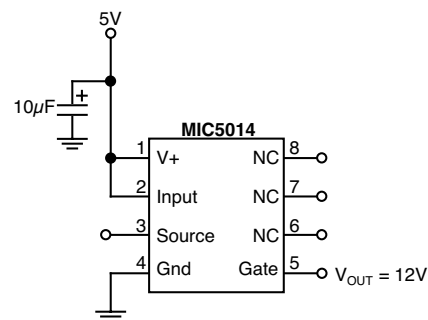 5V
+
10µF
MIC5014
1 V+ NC 8
2 Input NC 7
3 Source NC 6
4 Gnd Gate 5 VOUT = 12V